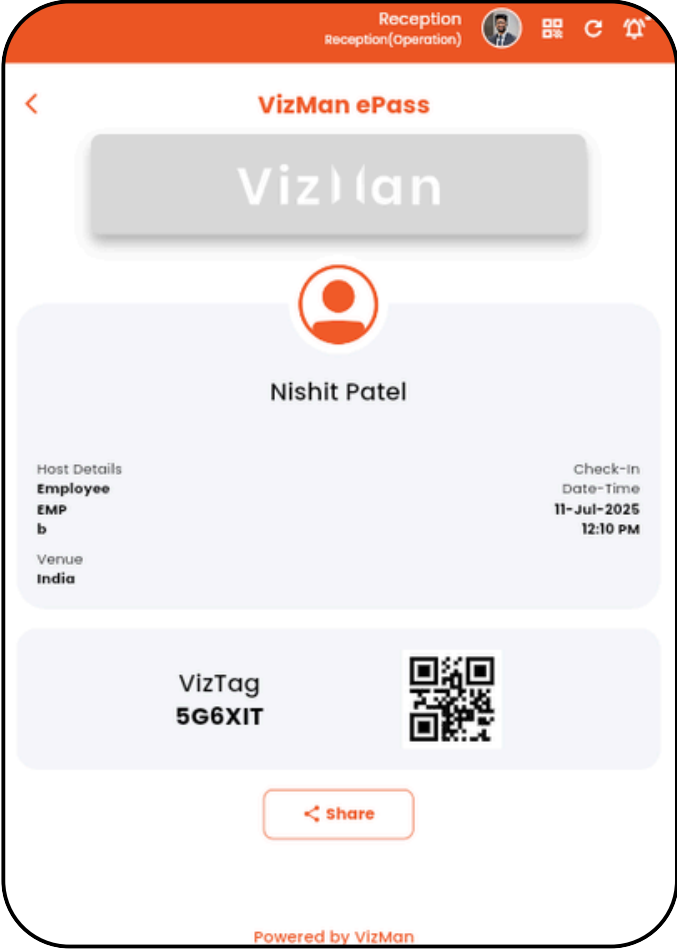 Reception
Reception(Operation)
VizMan ePass
VizMan
Nishit Patel
Host Details
Employee
EMP
b
Venue
India
Check-In
Date-Time
11-Jul-2025
12:10 PM
VizTag
5G6XIT
Share
Powered by VizMan